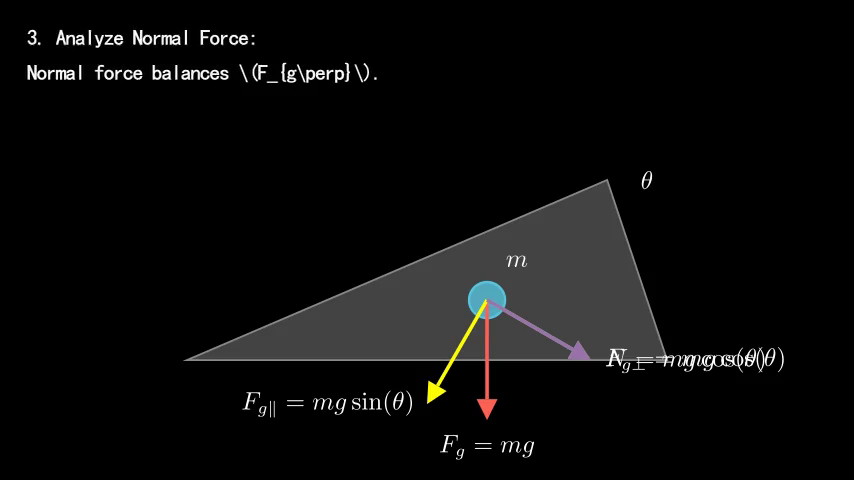 3. Analyze Normal Force:
Normal force balances \(F_{g\perp}\).
θ
m
F_{g∥} = mg sin(θ)
F_g = mg